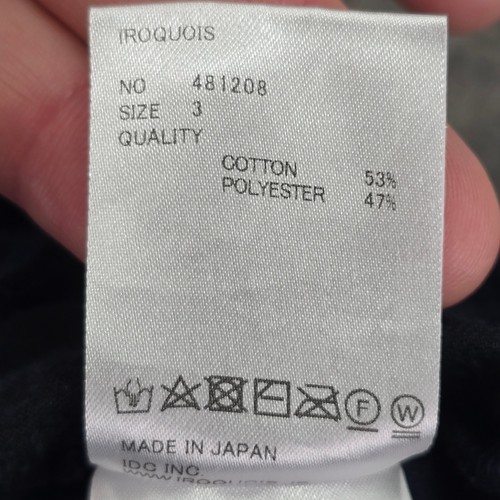 IROQUOIS
NO 481208
SIZE 3
QUALITY
COTTON 53%
POLYESTER 47%
F W
MADE IN JAPAN
IDC INC.